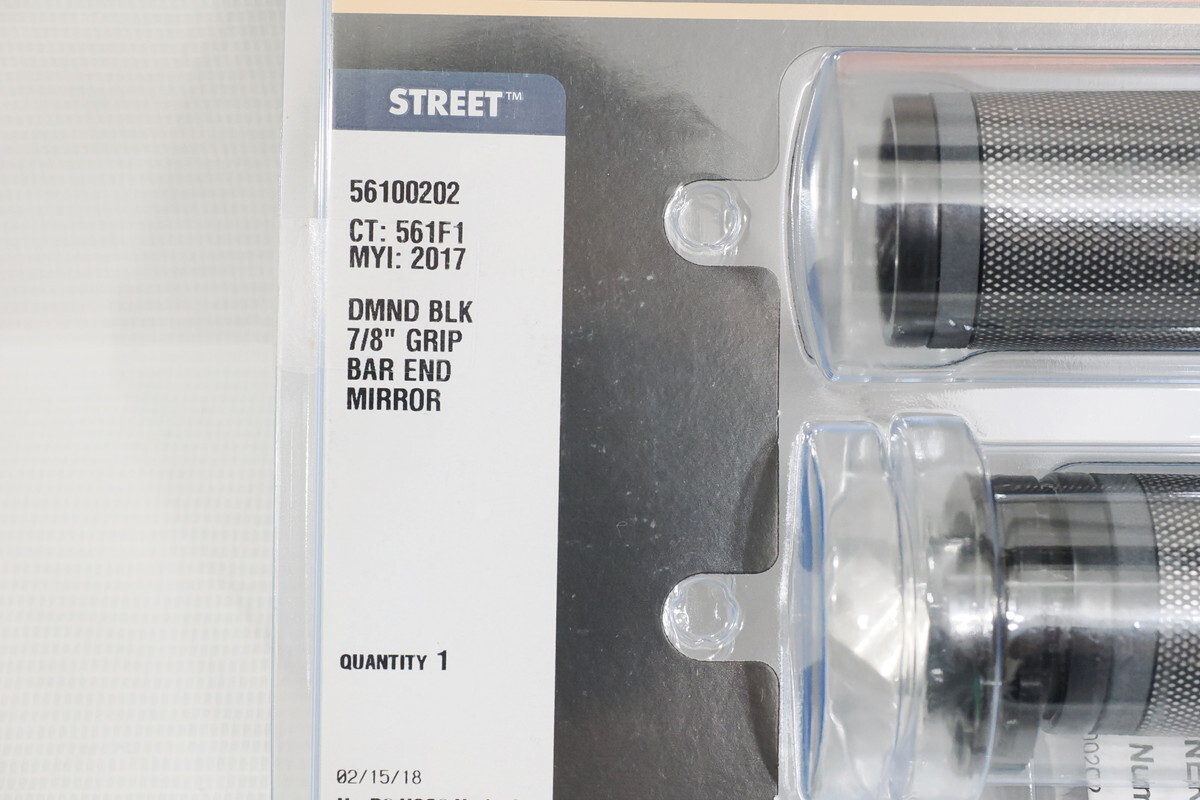 STREET™
56100202
CT: 561F1
MYI: 2017
DMND BLK
7/8" GRIP
BAR END
MIRROR
QUANTITY 1
02/15/18
Num